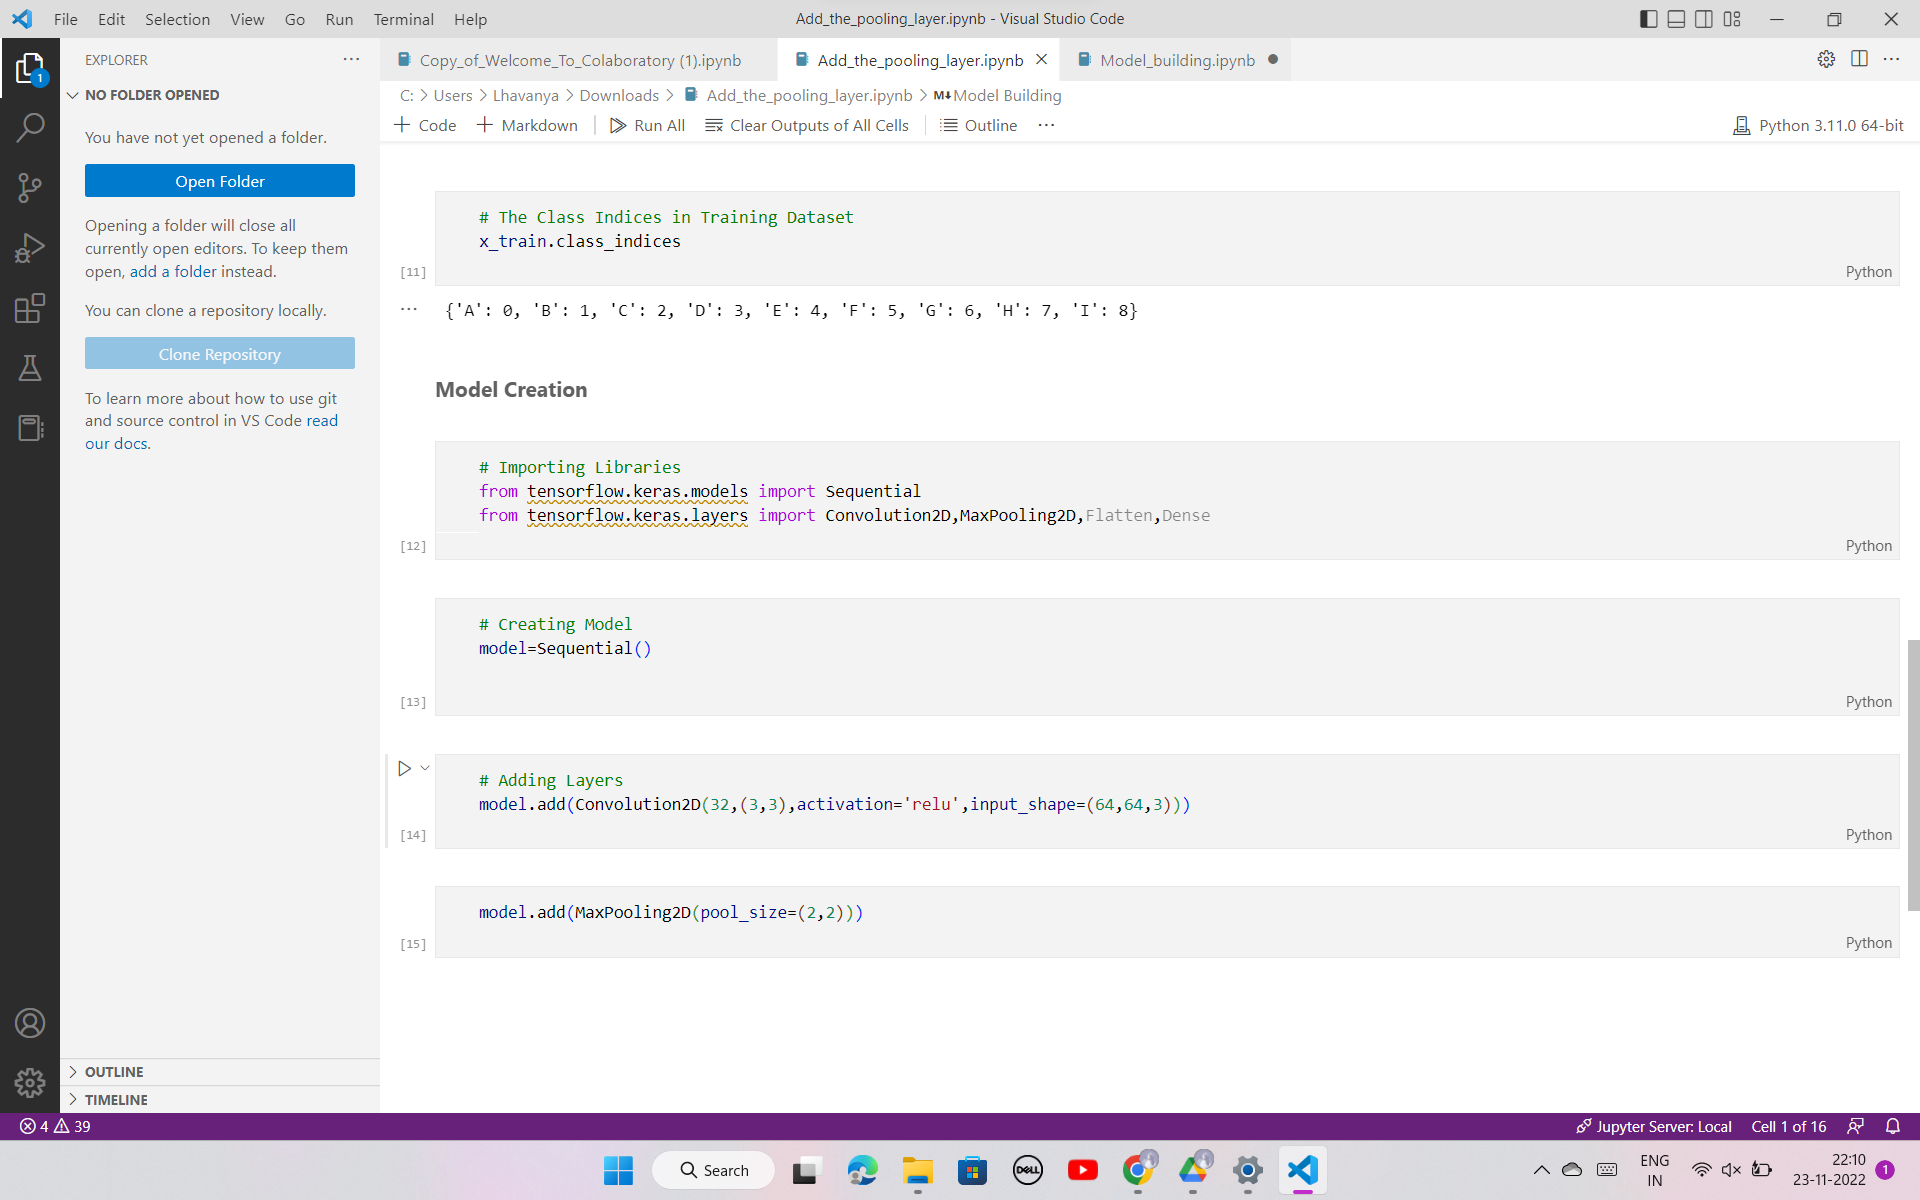 File Edit Selection View Go Run Terminal Help
Add_the_pooling_layer.ipynb - Visual Studio Code
EXPLORER
Copy_of_Welcome_To_Colaboratory (1).ipynb
Add_the_pooling_layer.ipynb
Model_building.ipynb
1
NO FOLDER OPENED
You have not yet opened a folder.
Open Folder
Opening a folder will close all
currently open editors. To keep them
open, add a folder instead.
You can clone a repository locally.
Clone Repository
To learn more about how to use git
and source control in VS Code read
our docs.
OUTLINE
TIMELINE
C: > Users > Lhavanya > Downloads > Add_the_pooling_layer.ipynb > M↓Model Building
+ Code + Markdown Run All Clear Outputs of All Cells Outline ···
Python 3.11.0 64-bit
# The Class Indices in Training Dataset
x_train.class_indices
[11]
Python
··· {'A': 0, 'B': 1, 'C': 2, 'D': 3, 'E': 4, 'F': 5, 'G': 6, 'H': 7, 'I': 8}
Model Creation
# Importing Libraries
from tensorflow.keras.models import Sequential
from tensorflow.keras.layers import Convolution2D,MaxPooling2D,Flatten,Dense
[12]
Python
# Creating Model
model=Sequential()
[13]
Python
# Adding Layers
model.add(Convolution2D(32,(3,3),activation='relu',input_shape=(64,64,3)))
[14]
Python
model.add(MaxPooling2D(pool_size=(2,2)))
[15]
Python
4 39
Jupyter Server: Local Cell 1 of 16
Search
DELL
ENG
IN
22:10
23-11-2022
1